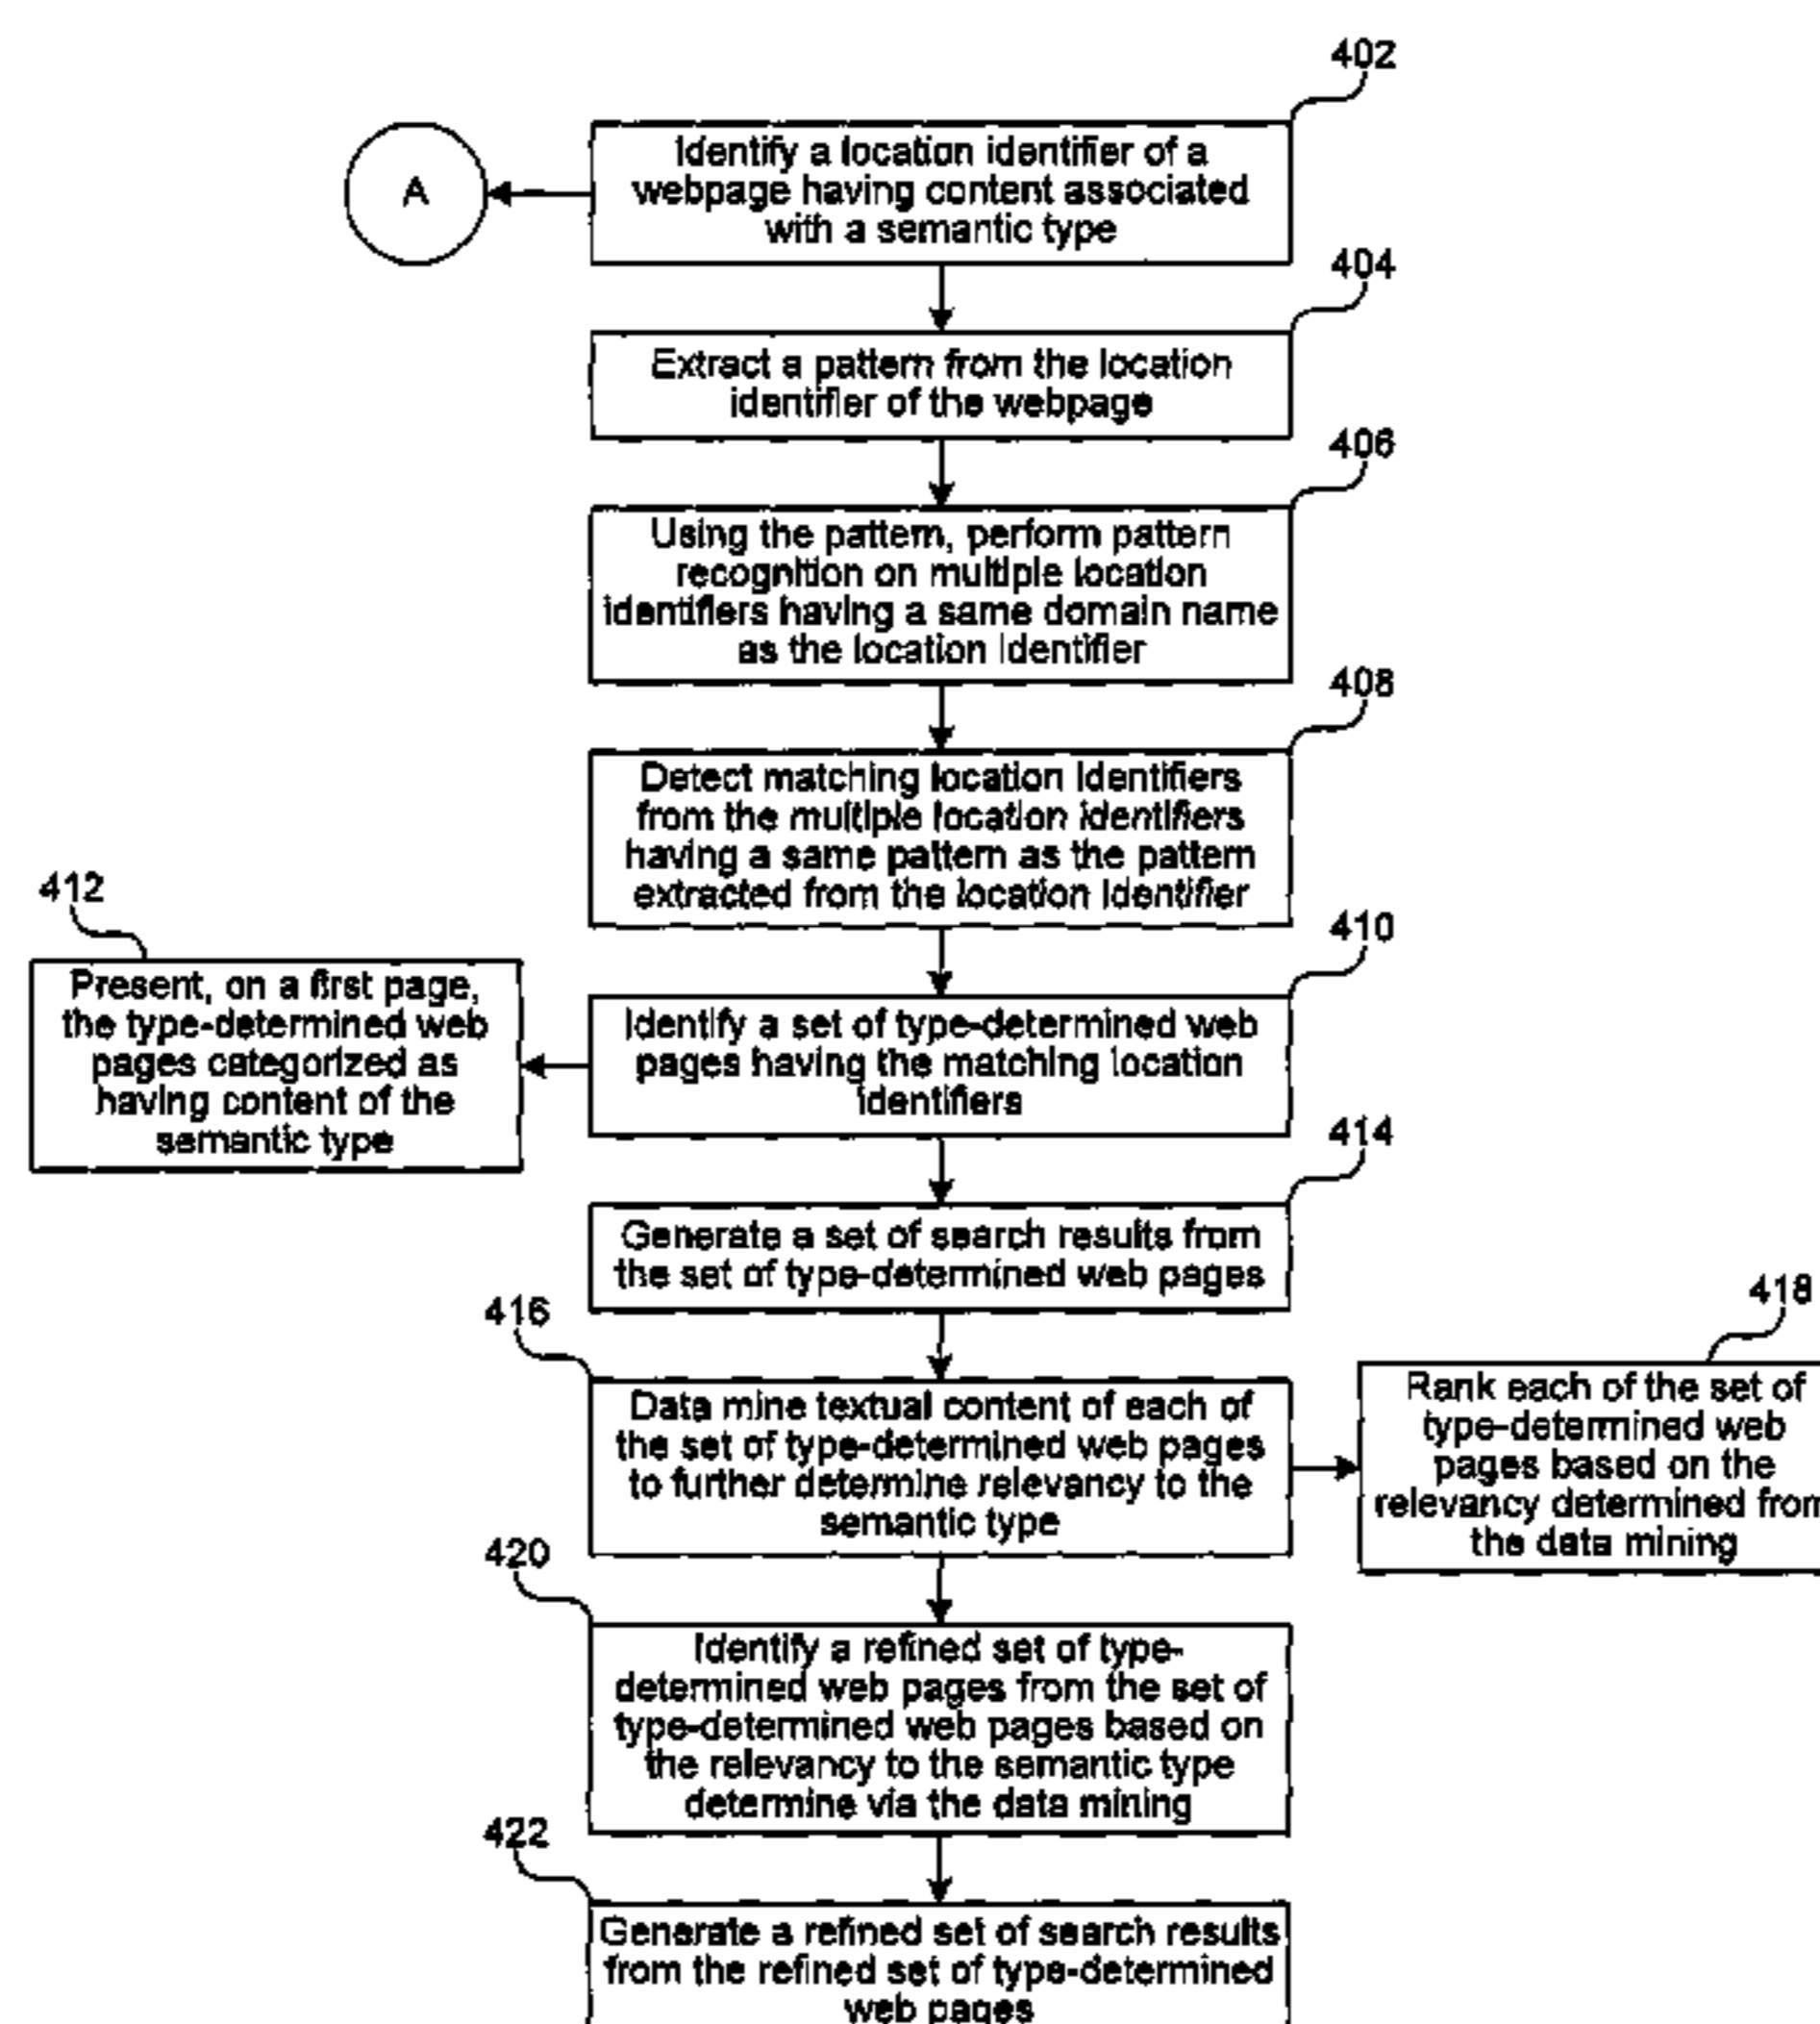 402
Identify a location identifier of a
webpage having content associated
with a semantic type
A
404
Extract a pattern from the location
identifier of the webpage
406
Using the pattern, perform pattern
recognition on multiple location
identifiers having a same domain name
as the location identifier
408
Detect matching location identifiers
from the multiple location identifiers
having a same pattern as the pattern
extracted from the location identifier
412
Present, on a first page,
the type-determined web
pages categorized as
having content of the
semantic type
410
Identify a set of type-determined web
pages having the matching location
identifiers
414
Generate a set of search results from
the set of type-determined web pages
416
Data mine textual content of each of
the set of type-determined web pages
to further determine relevancy to the
semantic type
418
Rank each of the set of
type-determined web
pages based on the
relevancy determined from
the data mining
420
Identify a refined set of type-
determined web pages from the set of
type-determined web pages based on
the relevancy to the semantic type
determine via the data mining
422
Generate a refined set of search results
from the refined set of type-determined
web pages